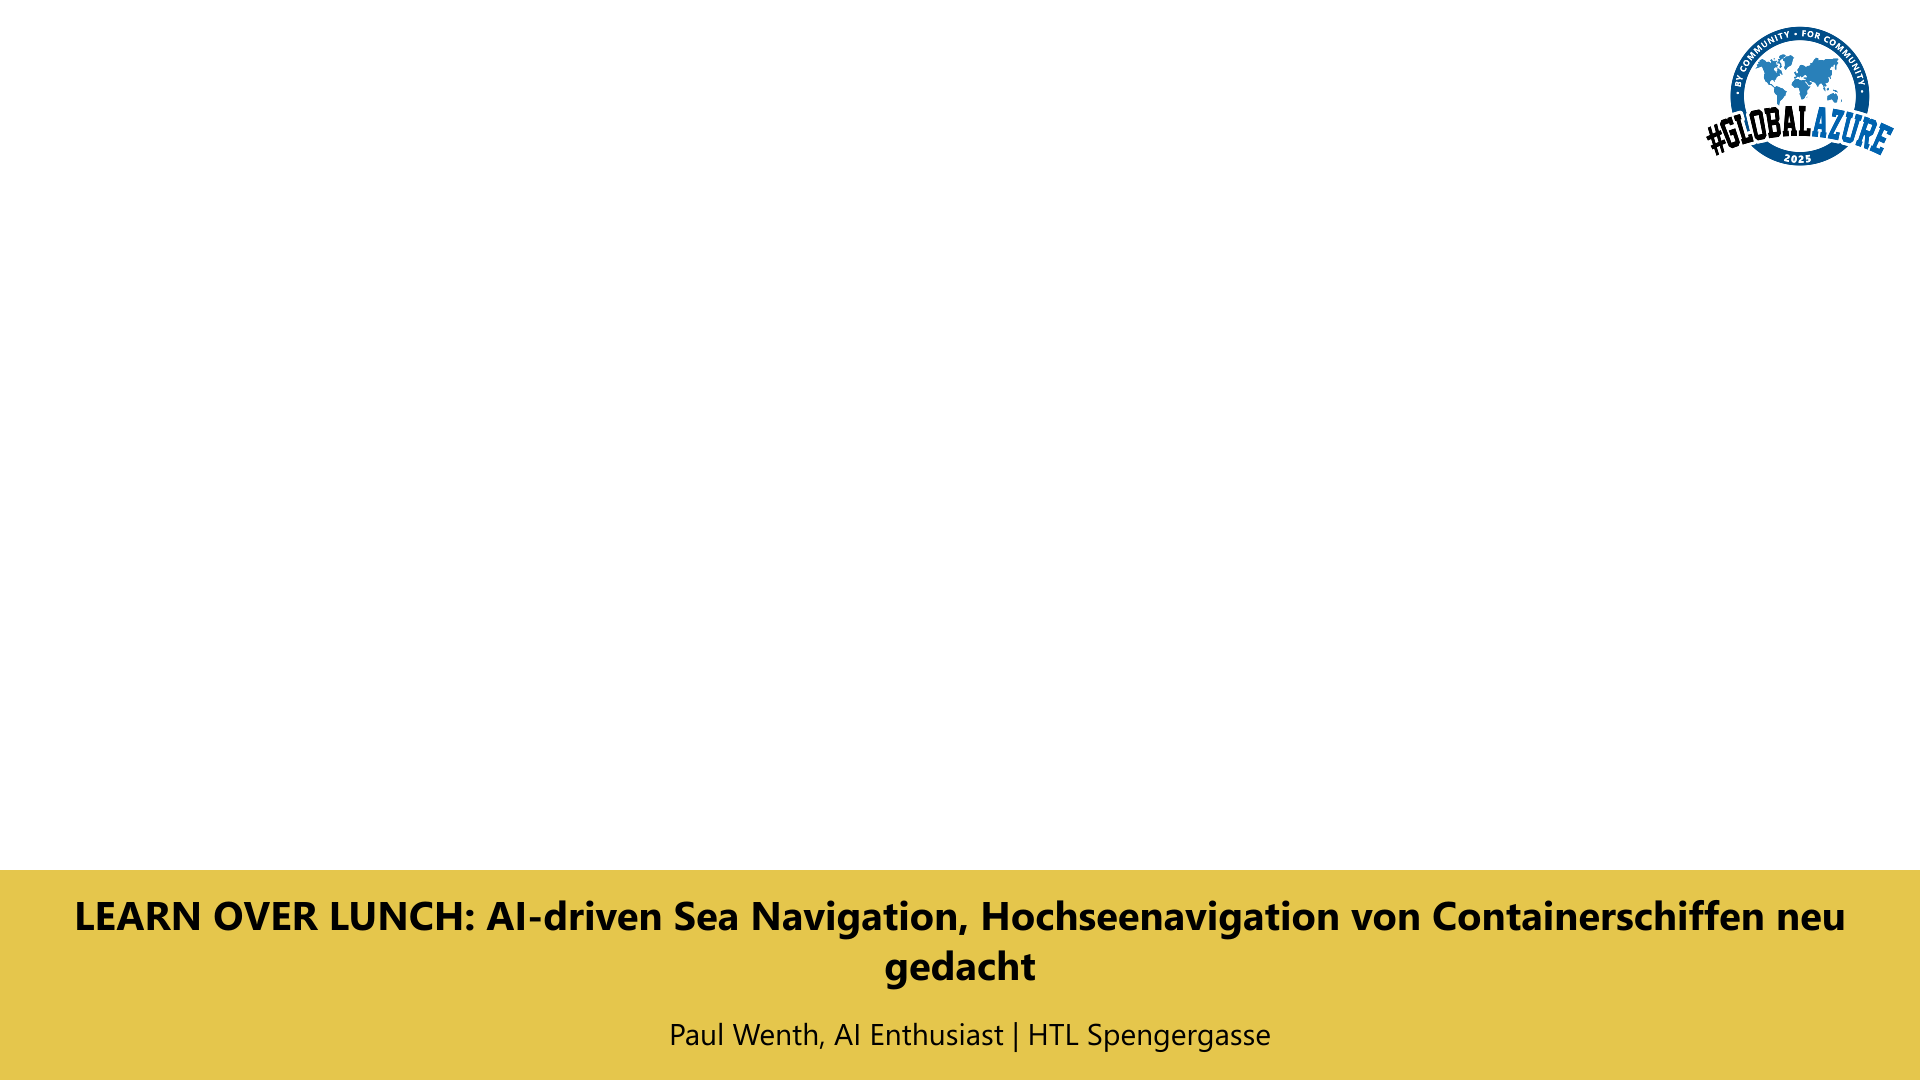 • BY COMMUNITY • FOR COMMUNITY •
#GLOBALAZURE
2025
LEARN OVER LUNCH: AI-driven Sea Navigation, Hochseenavigation von Containerschiffen neu
gedacht
Paul Wenth, AI Enthusiast | HTL Spengergasse